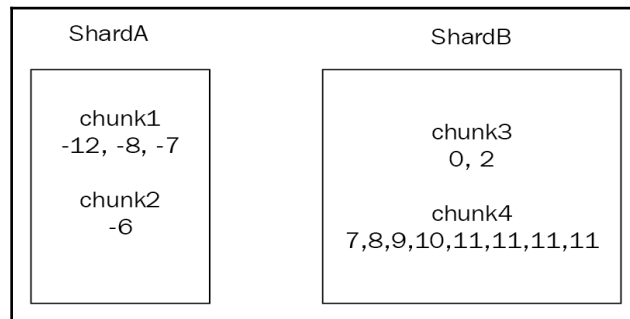 ShardA
chunk1
-12, -8, -7
chunk2
-6
ShardB
chunk3
0, 2
chunk4
7,8,9,10,11,11,11,11